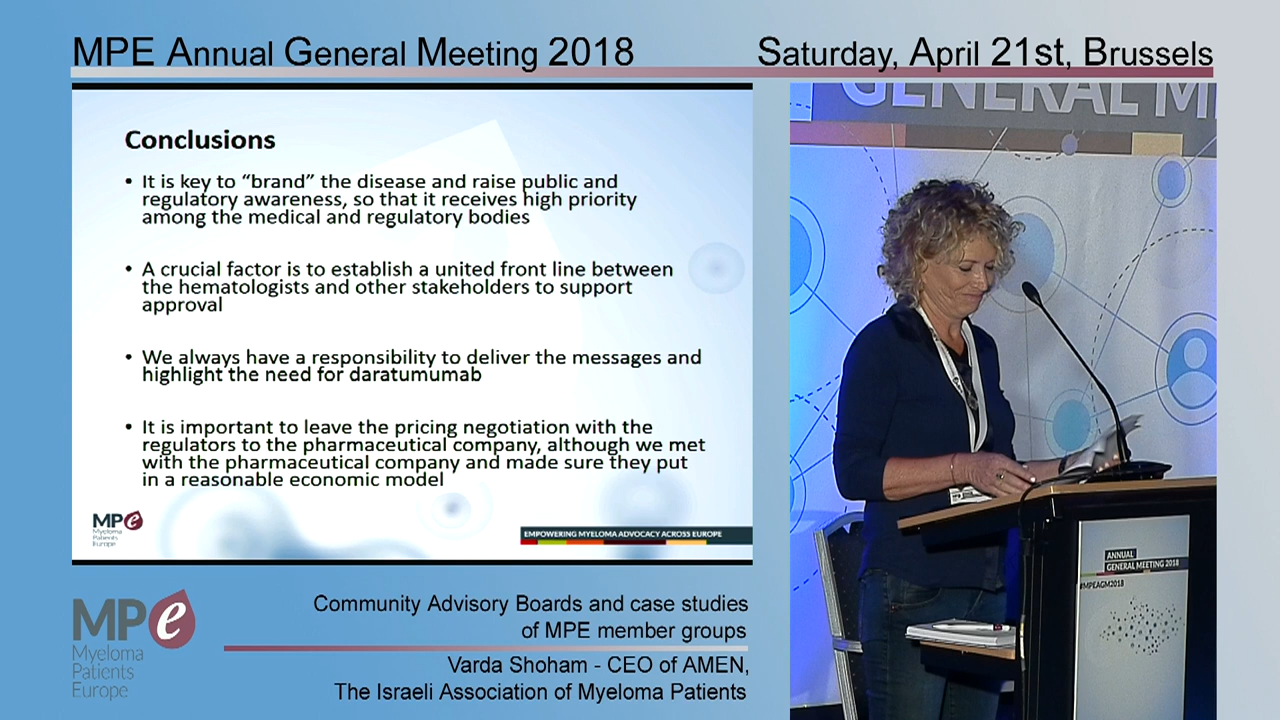 MPE Annual General Meeting 2018
Saturday, April 21st, Brussels
Conclusions
• It is key to “brand” the disease and raise public and
regulatory awareness, so that it receives high priority
among the medical and regulatory bodies
• A crucial factor is to establish a united front line between
the hematologists and other stakeholders to support
approval
• We always have a responsibility to deliver the messages and
highlight the need for daratumumab
• It is important to leave the pricing negotiation with the
regulators to the pharmaceutical company, although we met
with the pharmaceutical company and made sure they put
in a reasonable economic model
MPe
Myeloma
Patients
Europe
EMPOWERING MYELOMA ADVOCACY ACROSS EUROPE
GENERAL M
ANNUAL
GENERAL MEETING 2018
#MPEAGM2018
MPe
Myeloma
Patients
Europe
Community Advisory Boards and case studies
of MPE member groups
Varda Shoham - CEO of AMEN,
The Israeli Association of Myeloma Patients